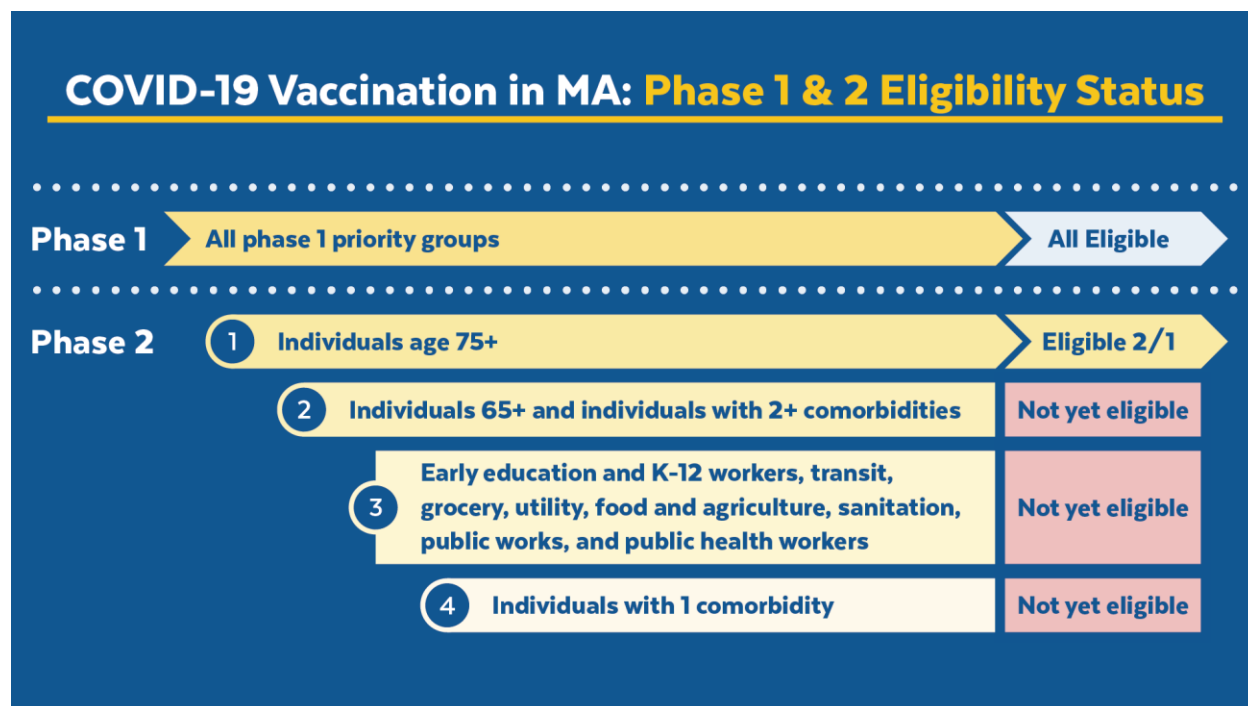 COVID-19 Vaccination in MA: Phase 1 & 2 Eligibility Status
Phase 1
All phase 1 priority groups
All Eligible
Phase 2
1
Individuals age 75+
Eligible 2/1
2
Individuals 65+ and individuals with 2+ comorbidities
Not yet eligible
3
Early education and K-12 workers, transit,
grocery, utility, food and agriculture, sanitation,
public works, and public health workers
Not yet eligible
4
Individuals with 1 comorbidity
Not yet eligible